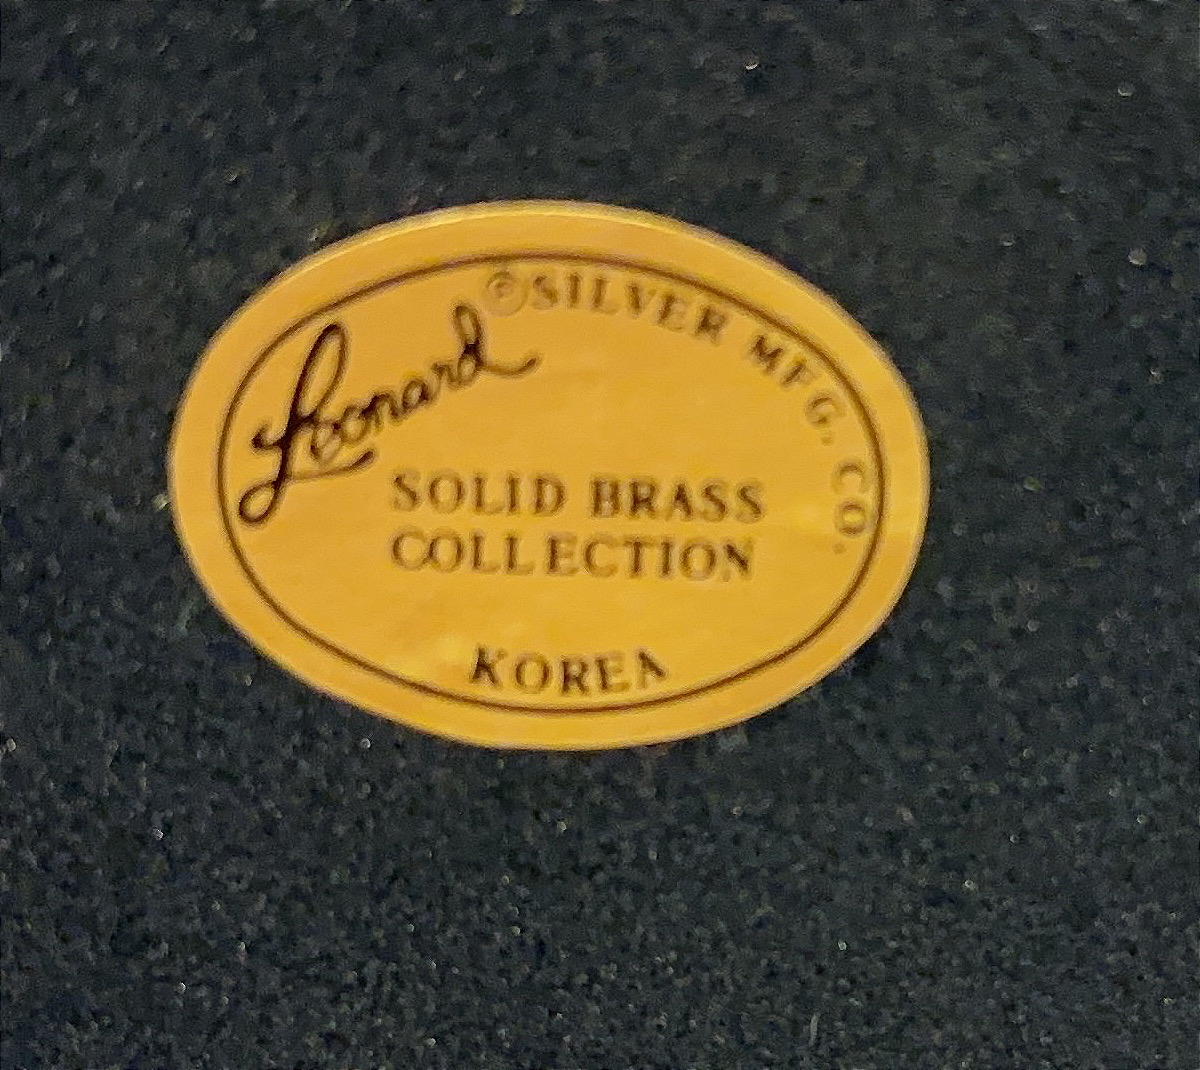 Leonard ©SILVER MFG. CO.
SOLID BRASS
COLLECTION
KOREA